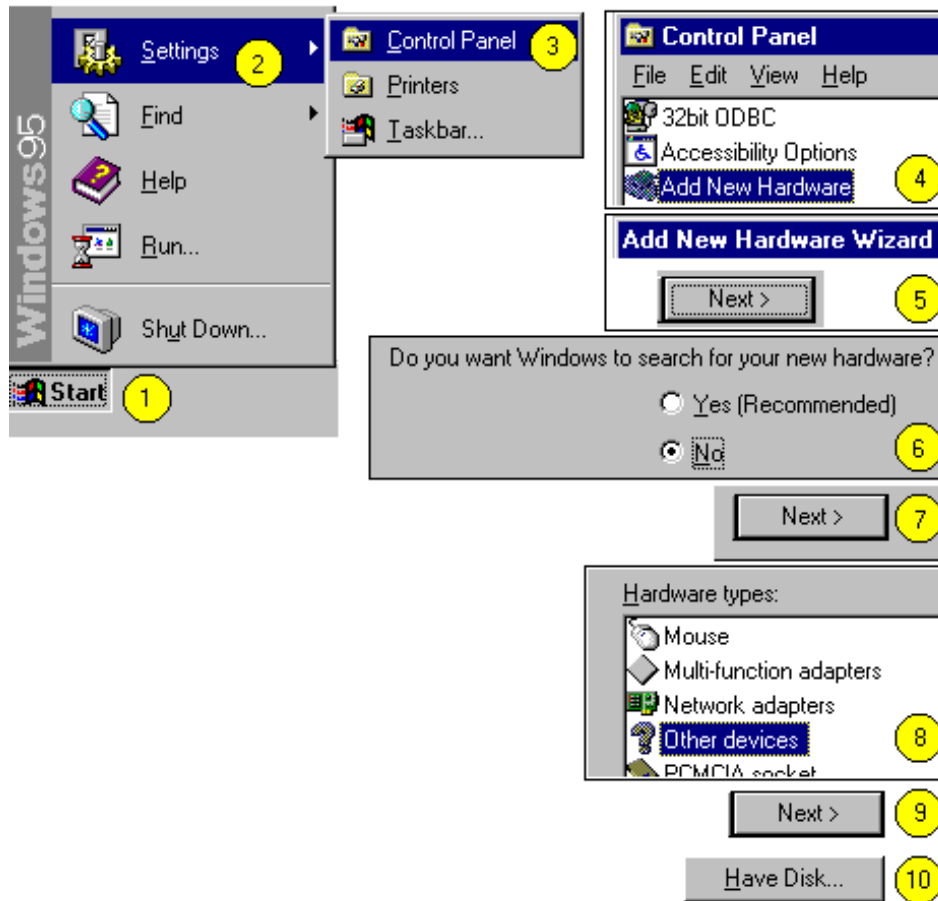 Windows95
Settings
2
Find
Help
Run...
Shut Down...
Start
1
Control Panel
3
Printers
Taskbar...
Control Panel
File Edit View Help
32bit ODBC
Accessibility Options
Add New Hardware
4
Add New Hardware Wizard
Next >
5
Do you want Windows to search for your new hardware?
Yes (Recommended)
No
6
Next >
7
Hardware types:
Mouse
Multi-function adapters
Network adapters
Other devices
8
PCMCIA socket
Next >
9
Have Disk...
10